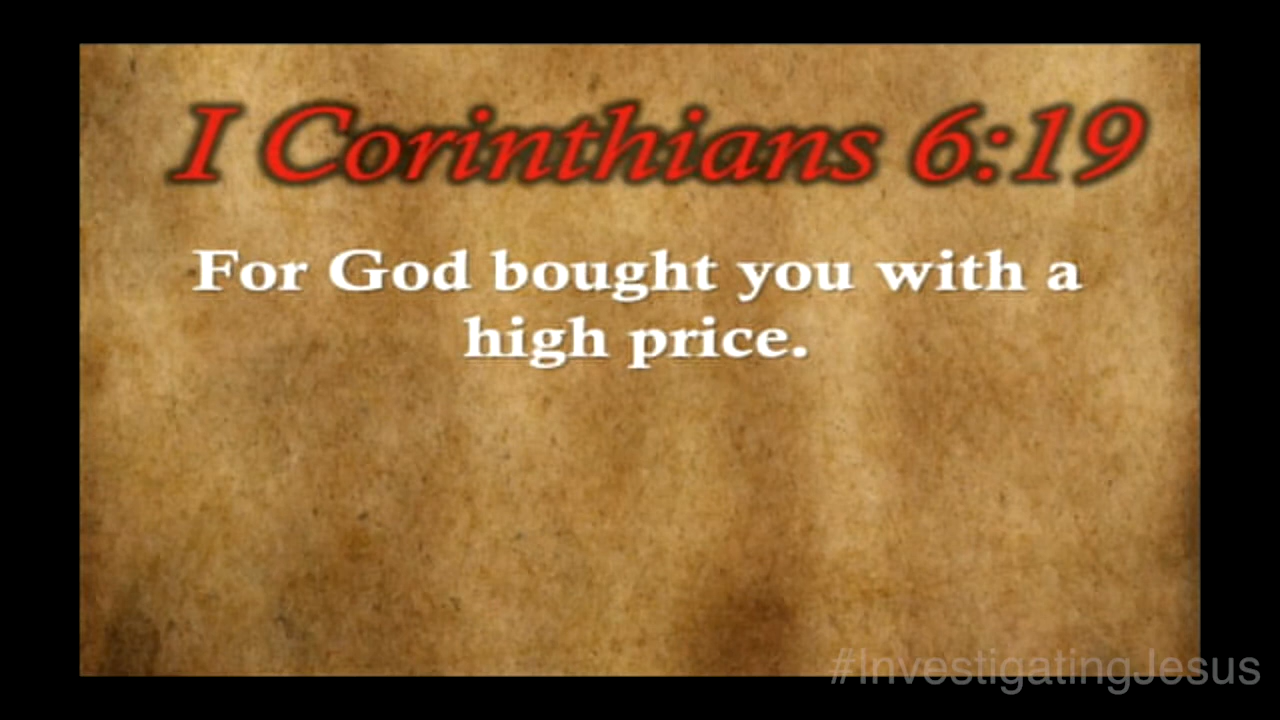 I Corinthians 6:19
For God bought you with a
high price.
#InvestigatingJesus